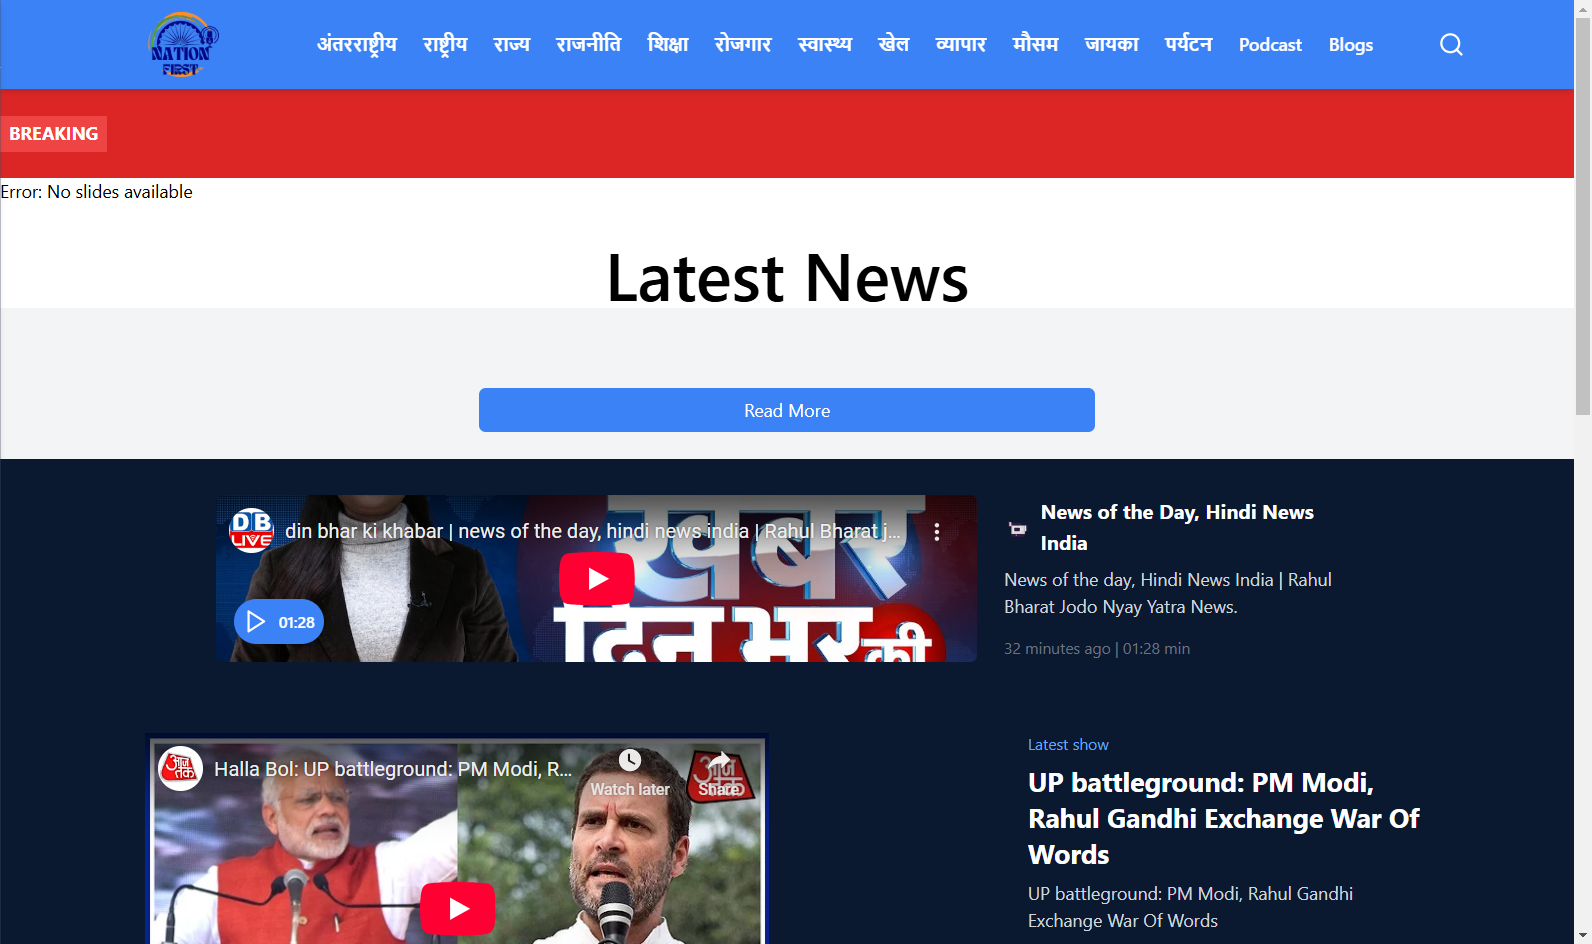 NATION
FIRST
अंतरराष्ट्रीय राष्ट्रीय राज्य राजनीति शिक्षा रोजगार स्वास्थ्य खेल व्यापार मौसम जायका पर्यटन Podcast Blogs
BREAKING
Error: No slides available
Latest News
Read More
DB
LIVE
din bhar ki khabar | news of the day, hindi news india | Rahul Bharat j...
खबर
दिन भर की
01:28
News of the Day, Hindi News
India
News of the day, Hindi News India | Rahul
Bharat Jodo Nyay Yatra News.
32 minutes ago | 01:28 min
आज तक
Halla Bol: UP battleground: PM Modi, R...
Watch later
Share
आज तक
Latest show
UP battleground: PM Modi,
Rahul Gandhi Exchange War Of
Words
UP battleground: PM Modi, Rahul Gandhi
Exchange War Of Words